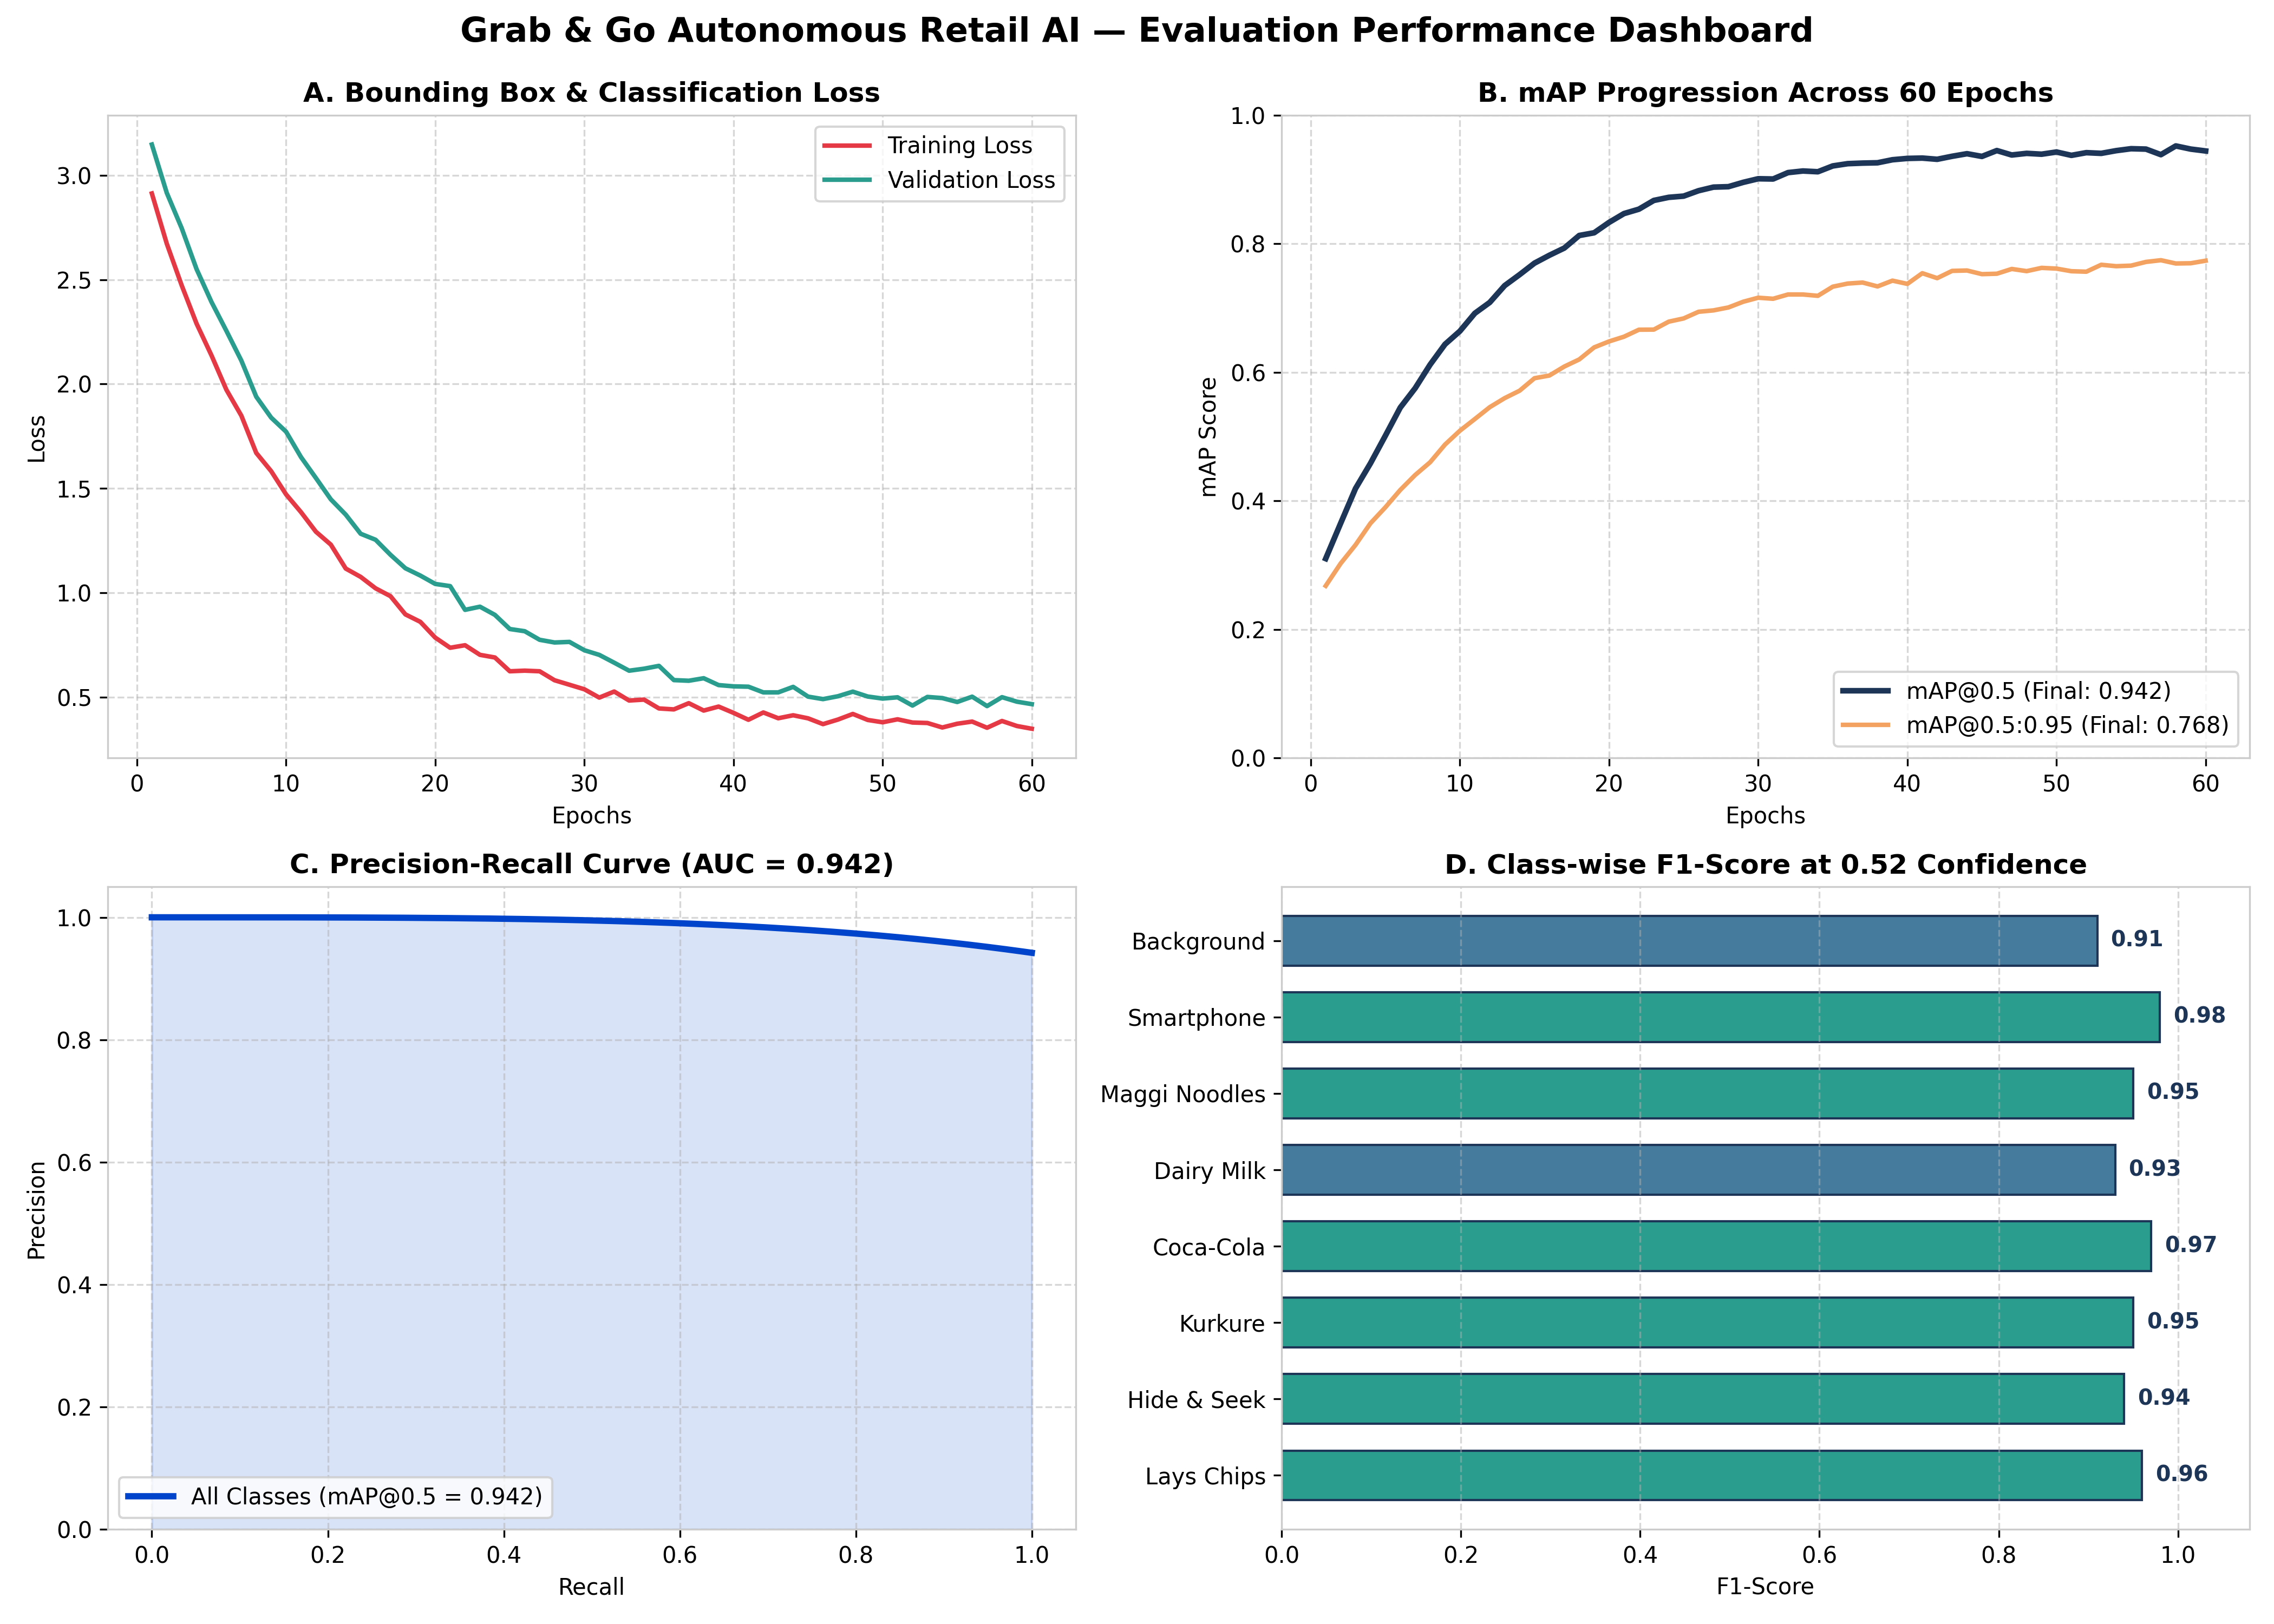 Grab & Go Autonomous Retail AI — Evaluation Performance Dashboard
A. Bounding Box & Classification Loss
Training Loss
Validation Loss
3.0
2.5
2.0
1.5
1.0
0.5
Loss
0 10 20 30 40 50 60
Epochs
B. mAP Progression Across 60 Epochs
1.0
0.8
0.6
0.4
0.2
0.0
mAP Score
mAP@0.5 (Final: 0.942)
mAP@0.5:0.95 (Final: 0.768)
0 10 20 30 40 50 60
Epochs
C. Precision-Recall Curve (AUC = 0.942)
1.0
0.8
0.6
0.4
0.2
0.0
Precision
All Classes (mAP@0.5 = 0.942)
0.0 0.2 0.4 0.6 0.8 1.0
Recall
D. Class-wise F1-Score at 0.52 Confidence
Background 0.91
Smartphone 0.98
Maggi Noodles 0.95
Dairy Milk 0.93
Coca-Cola 0.97
Kurkure 0.95
Hide & Seek 0.94
Lays Chips 0.96
0.0 0.2 0.4 0.6 0.8 1.0
F1-Score